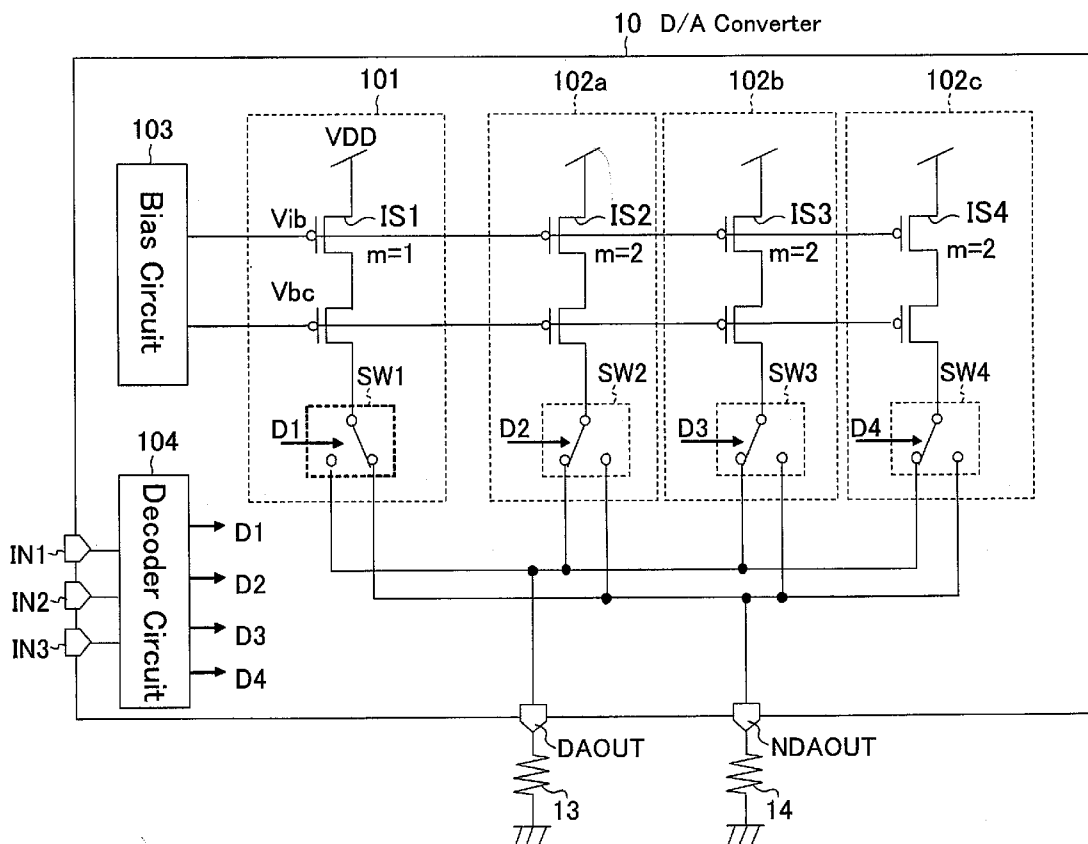 10 D/A Converter
101
102a
102b
102c
103
VDD
Bias Circuit
Vib
IS1
IS2
IS3
IS4
m=1
m=2
m=2
m=2
Vbc
SW1
SW2
SW3
SW4
D1
D2
D3
D4
104
Decoder Circuit
IN1
IN2
IN3
D1
D2
D3
D4
DAOUT
NDAOUT
13
14